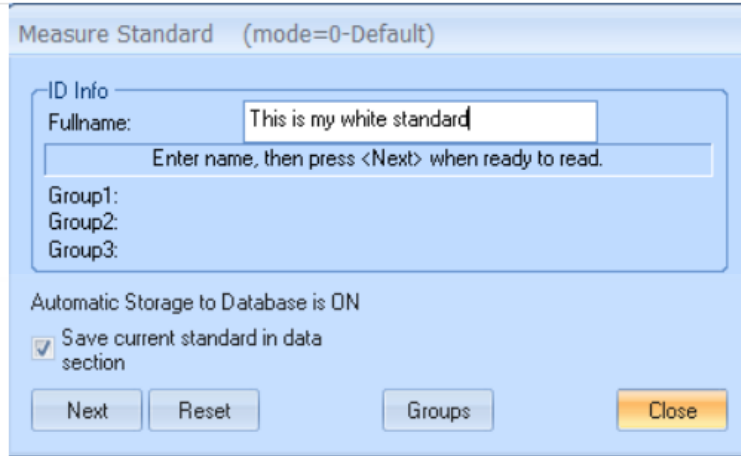 Measure Standard (mode=0-Default)
ID Info
Fullname: This is my white standard
Enter name, then press <Next> when ready to read.
Group1:
Group2:
Group3:
Automatic Storage to Database is ON
Save current standard in data
section
Next Reset Groups Close